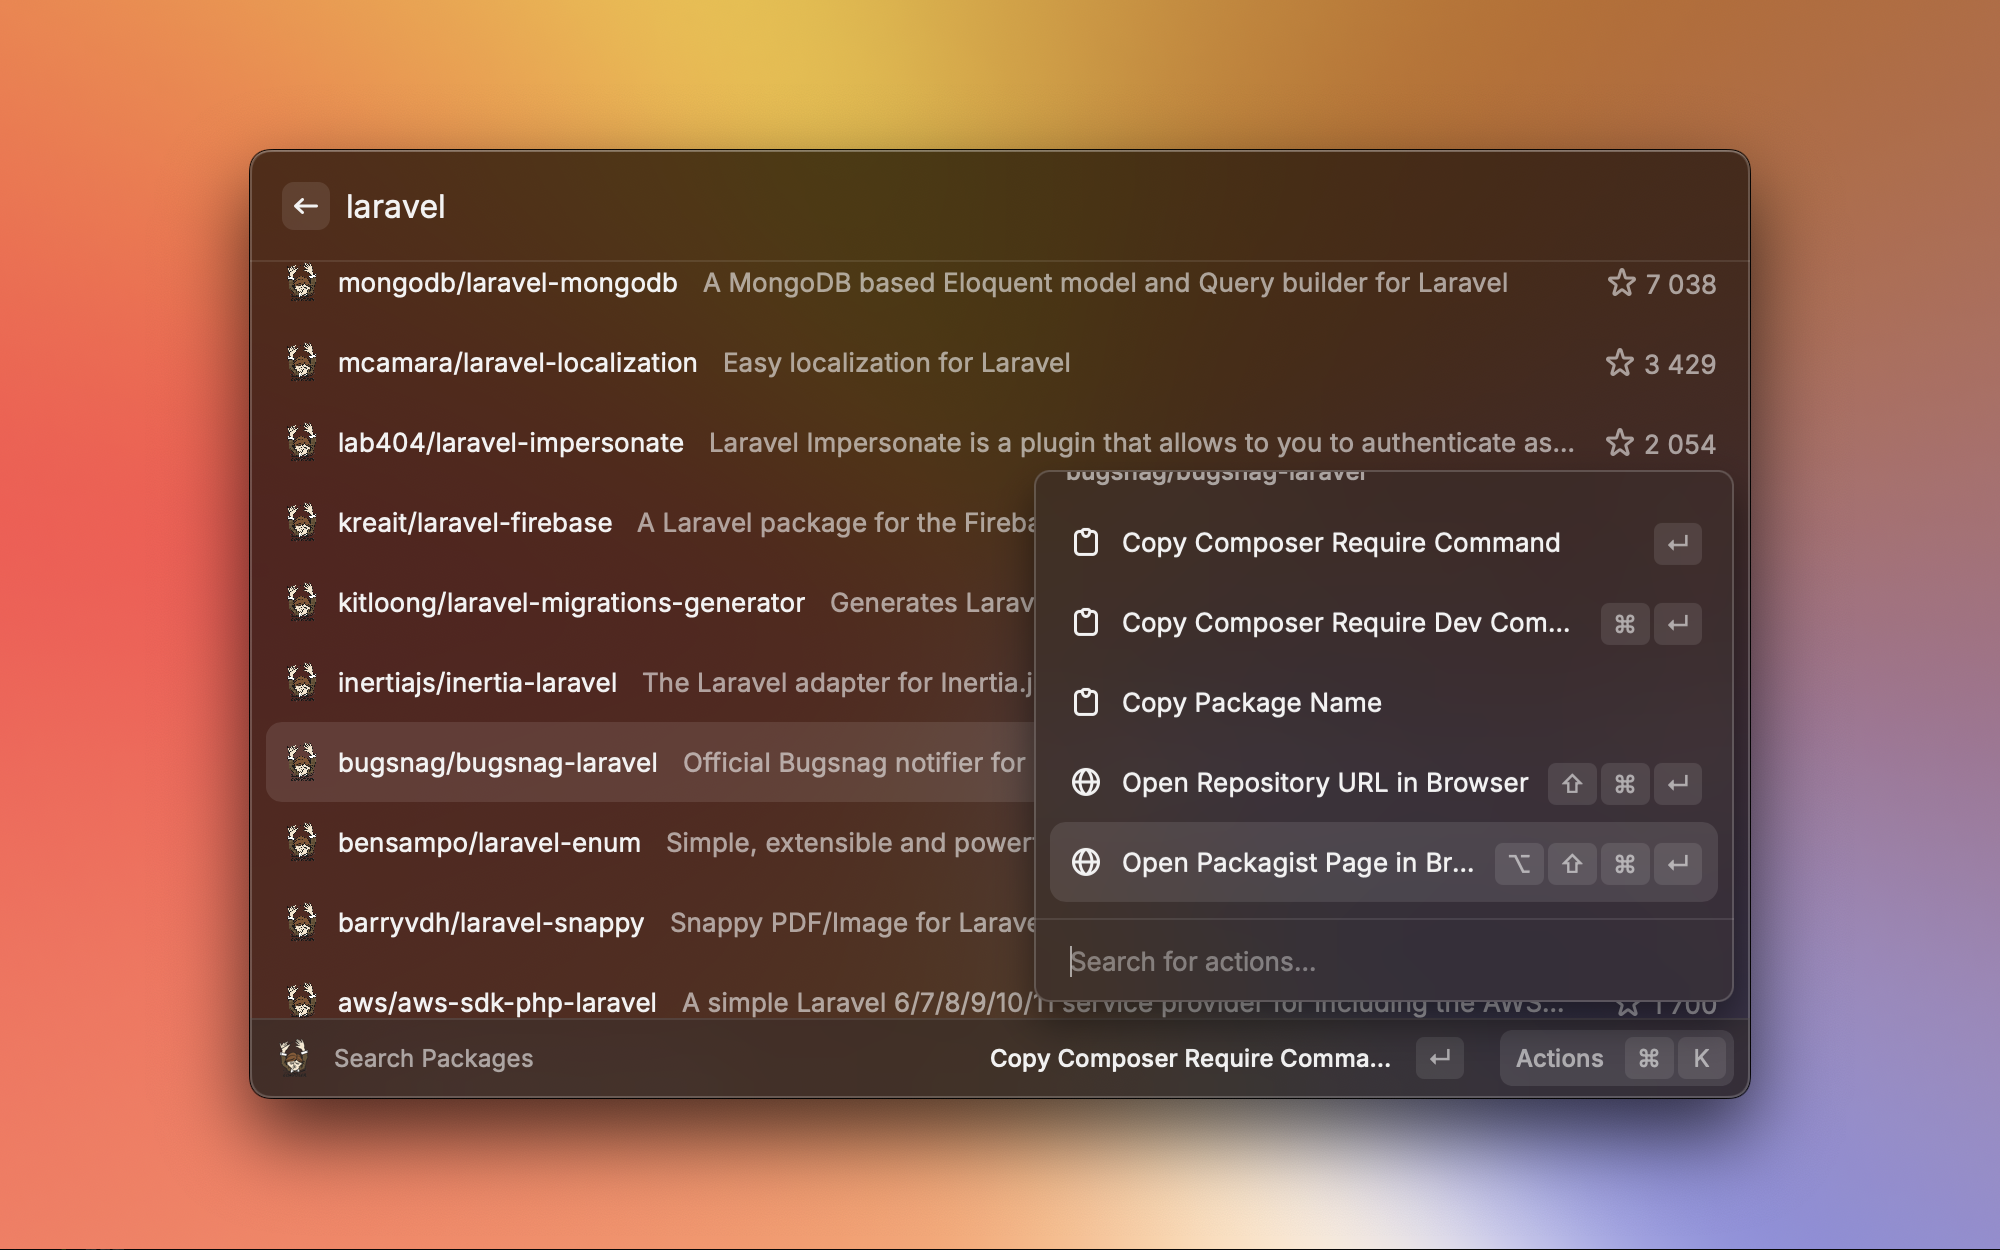 laravel
mongodb/laravel-mongodb A MongoDB based Eloquent model and Query builder for Laravel 7 038
mcamara/laravel-localization Easy localization for Laravel 3 429
lab404/laravel-impersonate Laravel Impersonate is a plugin that allows to you to authenticate as... 2 054
kreait/laravel-firebase A Laravel package for the Fireba
kitloong/laravel-migrations-generator Generates Larav
inertiajs/inertia-laravel The Laravel adapter for Inertia.j
bugsnag/bugsnag-laravel Official Bugsnag notifier for
bensampo/laravel-enum Simple, extensible and power
barryvdh/laravel-snappy Snappy PDF/Image for Larave
aws/aws-sdk-php-laravel A simple Laravel 6/7/8/9/10/11 service provider for including the AWS... 1 700
bugsnag/bugsnag-laravel
Copy Composer Require Command ↵
Copy Composer Require Dev Com... ⌘ ↵
Copy Package Name
Open Repository URL in Browser ⇧ ⌘ ↵
Open Packagist Page in Br... ⌥ ⇧ ⌘ ↵
Search for actions...
Search Packages
Copy Composer Require Comma... ↵
Actions ⌘ K